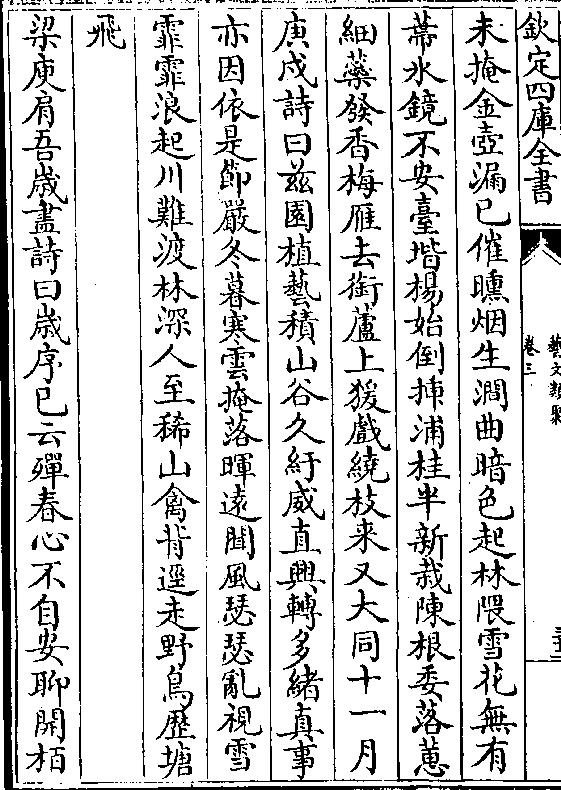 欽定四庫全書
藝文類聚
卷三
未掩金壺漏已催曛烟生澗曲暗色起林隈雪花無有
蔕氷鏡不安臺堦楊始倒揷浦桂半新栽陳根委落蕙
細蘂發香梅雁去銜蘆上猨戲繞枝来又大同十一月
庚戍詩曰兹園植藝積山谷久紆威直興轉多緒真事
亦因依是節嚴冬暮寒雲掩落暉遠聞風瑟瑟亂視雪
霏霏浪起川難渡林深人至稀山禽背逕走野鳥歴塘
飛
梁庾肩吾嵗盡詩曰嵗序已云殫春心不自安聊開栢